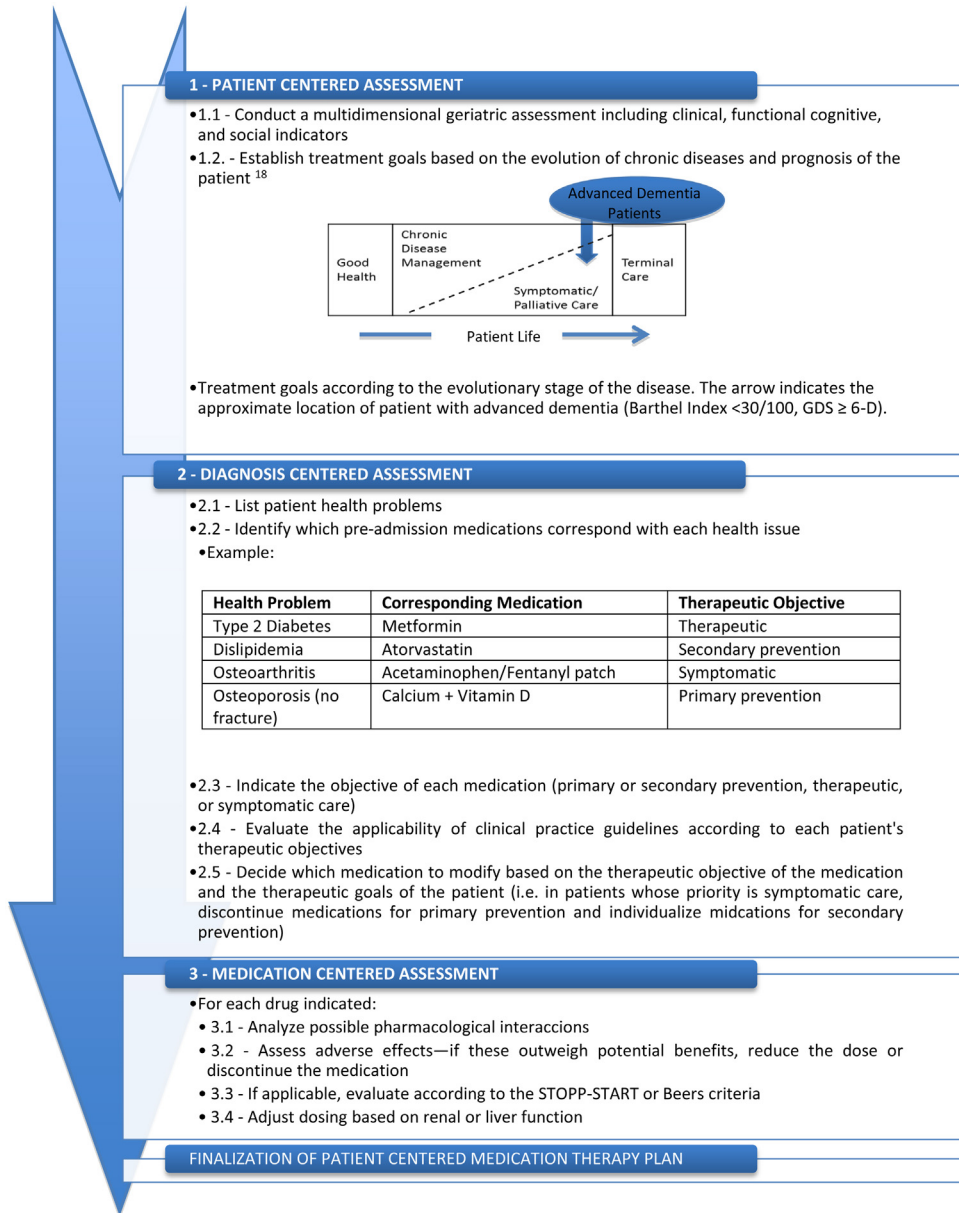 1 - PATIENT CENTERED ASSESSMENT
•1.1 - Conduct a multidimensional geriatric assessment including clinical, functional cognitive,
and social indicators
•1.2. - Establish treatment goals based on the evolution of chronic diseases and prognosis of the
patient 18
Advanced Dementia
Patients
Good
Health
Chronic
Disease
Management
Symptomatic/
Palliative Care
Terminal
Care
Patient Life
•Treatment goals according to the evolutionary stage of the disease. The arrow indicates the
approximate location of patient with advanced dementia (Barthel Index <30/100, GDS ≥ 6-D).
2 - DIAGNOSIS CENTERED ASSESSMENT
•2.1 - List patient health problems
•2.2 - Identify which pre-admission medications correspond with each health issue
•Example:
Health Problem Corresponding Medication Therapeutic Objective
Type 2 Diabetes Metformin Therapeutic
Dislipidemia Atorvastatin Secondary prevention
Osteoarthritis Acetaminophen/Fentanyl patch Symptomatic
Osteoporosis (no Calcium + Vitamin D Primary prevention
fracture)
•2.3 - Indicate the objective of each medication (primary or secondary prevention, therapeutic,
or symptomatic care)
•2.4 - Evaluate the applicability of clinical practice guidelines according to each patient's
therapeutic objectives
•2.5 - Decide which medication to modify based on the therapeutic objective of the medication
and the therapeutic goals of the patient (i.e. in patients whose priority is symptomatic care,
discontinue medications for primary prevention and individualize midcations for secondary
prevention)
3 - MEDICATION CENTERED ASSESSMENT
•For each drug indicated:
• 3.1 - Analyze possible pharmacological interaccions
• 3.2 - Assess adverse effects—if these outweigh potential benefits, reduce the dose or
discontinue the medication
• 3.3 - If applicable, evaluate according to the STOPP-START or Beers criteria
• 3.4 - Adjust dosing based on renal or liver function
FINALIZATION OF PATIENT CENTERED MEDICATION THERAPY PLAN